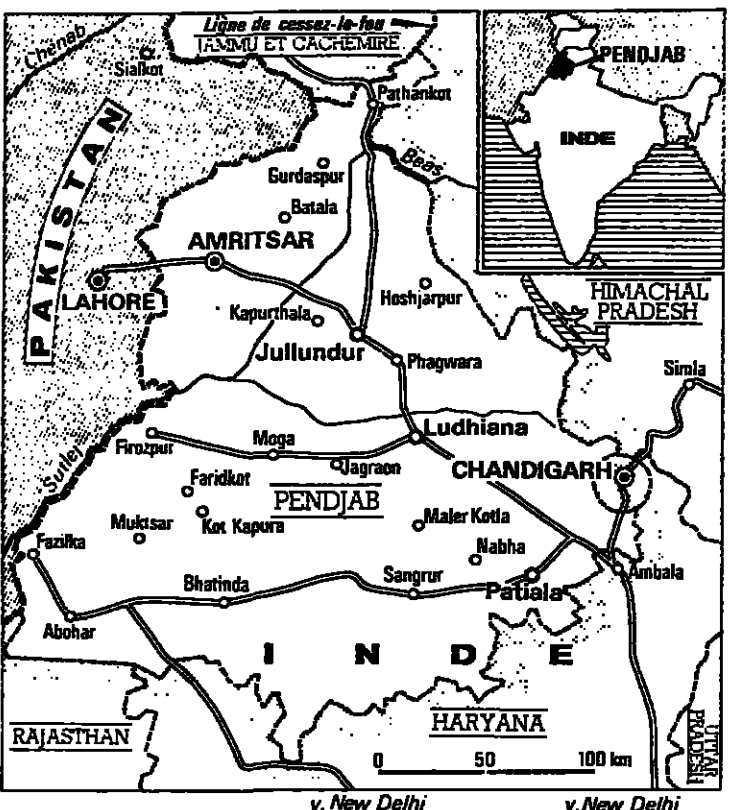 Ligne de cessez-le-feu
JAMMU ET CACHEMIRE
Chenab
Sialkot
PENDJAB
INDE
Pathankot
PAKISTAN
Beas
Gurdaspur
Batala
AMRITSAR
LAHORE
Hoshjarpur
HIMACHAL
PRADESH
Kapurthala
Jullundur
Phagwara
Simla
Sutlej
Firozpur
Moga
Ludhiana
Jagraon
CHANDIGARH
Faridkot
PENDJAB
Muktsar
Kot Kapura
Maler Kotla
Fazilka
Nabha
Ambala
Bhatinda
Sangrur
Patiala
Abohar
INDE
RAJASTHAN
HARYANA
UTTAR
PRADESH
0 50 100 km
v. New Delhi
v. New Delhi